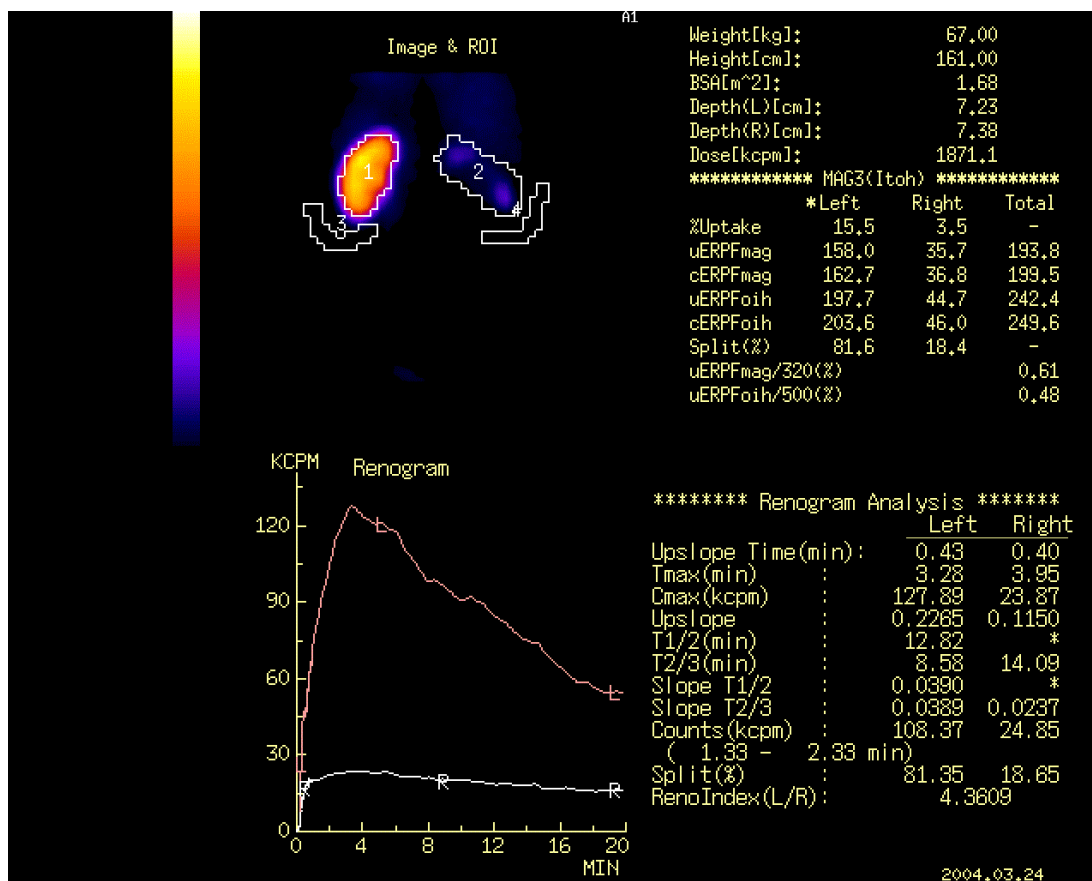 A1
Image & ROI
1
2
3
4
Weight[kg]: 67.00
Height[cm]: 161.00
BSA[m^2]: 1.68
Depth(L)[cm]: 7.23
Depth(R)[cm]: 7.38
Dose[kcpm]: 1871.1
************ MAG3(Itoh) ************
*Left Right Total
%Uptake 15.5 3.5 -
uERPFmag 158.0 35.7 193.8
cERPFmag 162.7 36.8 199.5
uERPFoih 197.7 44.7 242.4
cERPFoih 203.6 46.0 249.6
Split(%) 81.6 18.4 -
uERPFmag/320(%) 0.61
uERPFoih/500(%) 0.48
KCPM Renogram
120
90
60
30
0
L
L
L
R
R
R
0 4 8 12 16 20
MIN
******** Renogram Analysis *******
Left Right
Upslope Time(min): 0.43 0.40
Tmax(min) : 3.28 3.95
Cmax(kcpm) : 127.89 23.87
Upslope : 0.2265 0.1150
T1/2(min) : 12.82 *
T2/3(min) : 8.58 14.09
Slope T1/2 : 0.0390 *
Slope T2/3 : 0.0389 0.0237
Counts(kcpm) : 108.37 24.85
( 1.33 - 2.33 min)
Split(%) : 81.35 18.65
RenoIndex(L/R): 4.3609
2004.03.24